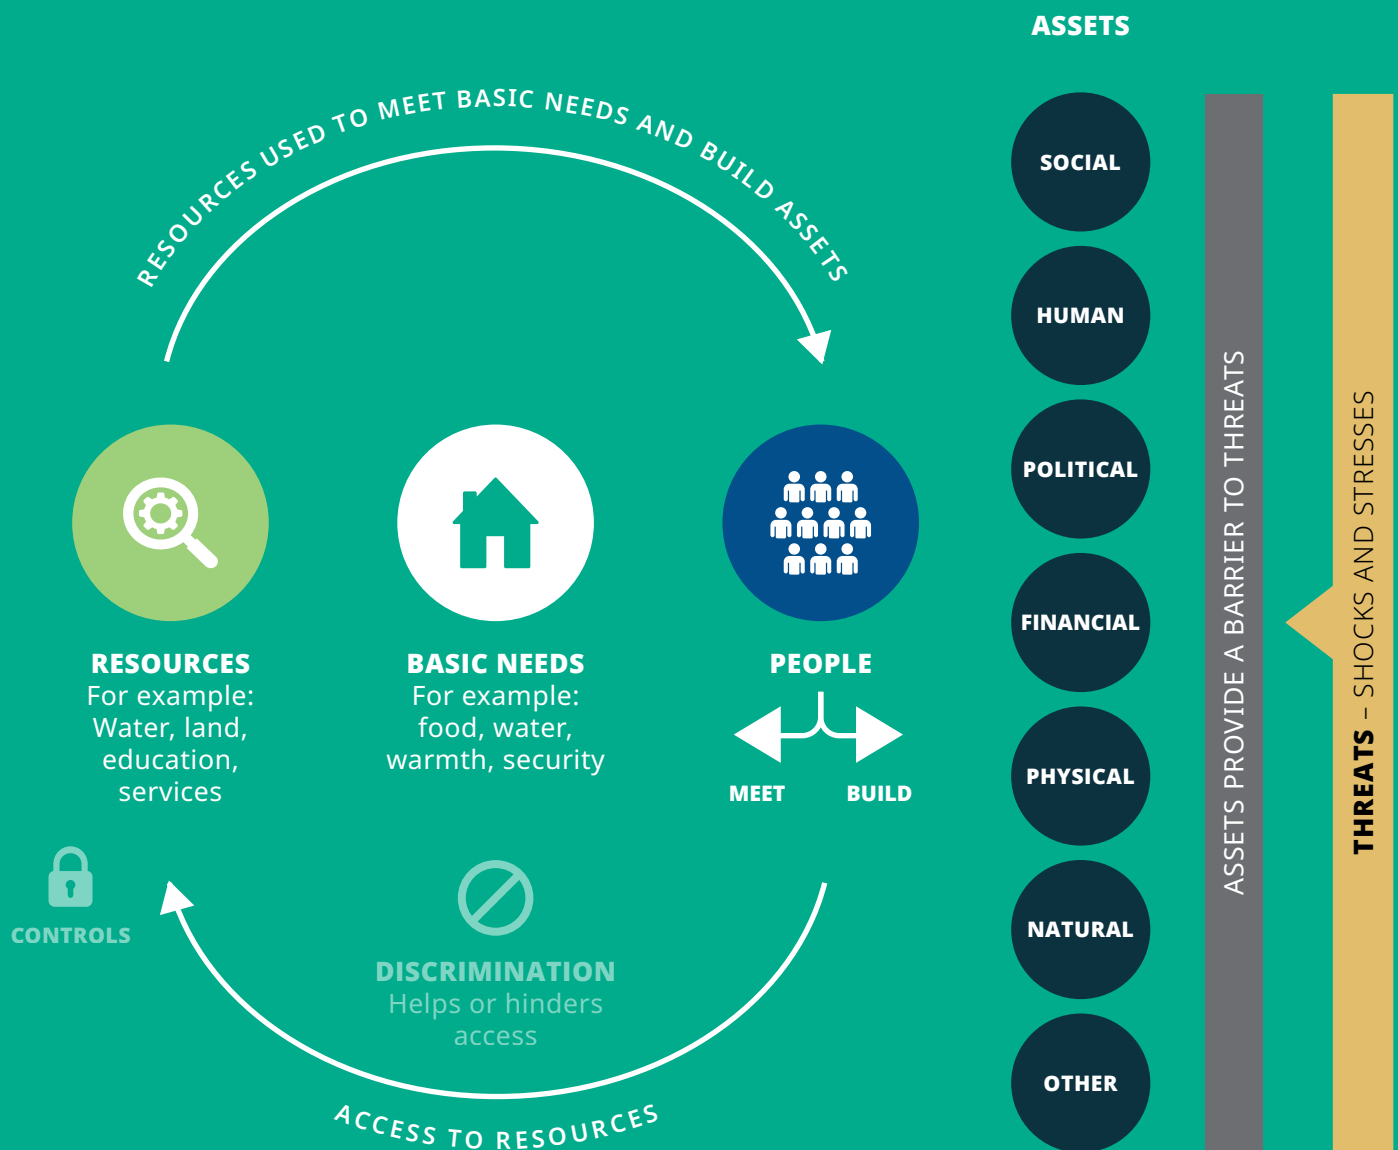 ASSETS
RESOURCES USED TO MEET BASIC NEEDS AND BUILD ASSETS
RESOURCES
For example:
Water, land,
education,
services
BASIC NEEDS
For example:
food, water,
warmth, security
PEOPLE
MEET
BUILD
CONTROLS
DISCRIMINATION
Helps or hinders
access
ACCESS TO RESOURCES
SOCIAL
HUMAN
POLITICAL
FINANCIAL
PHYSICAL
NATURAL
OTHER
ASSETS PROVIDE A BARRIER TO THREATS
THREATS – SHOCKS AND STRESSES